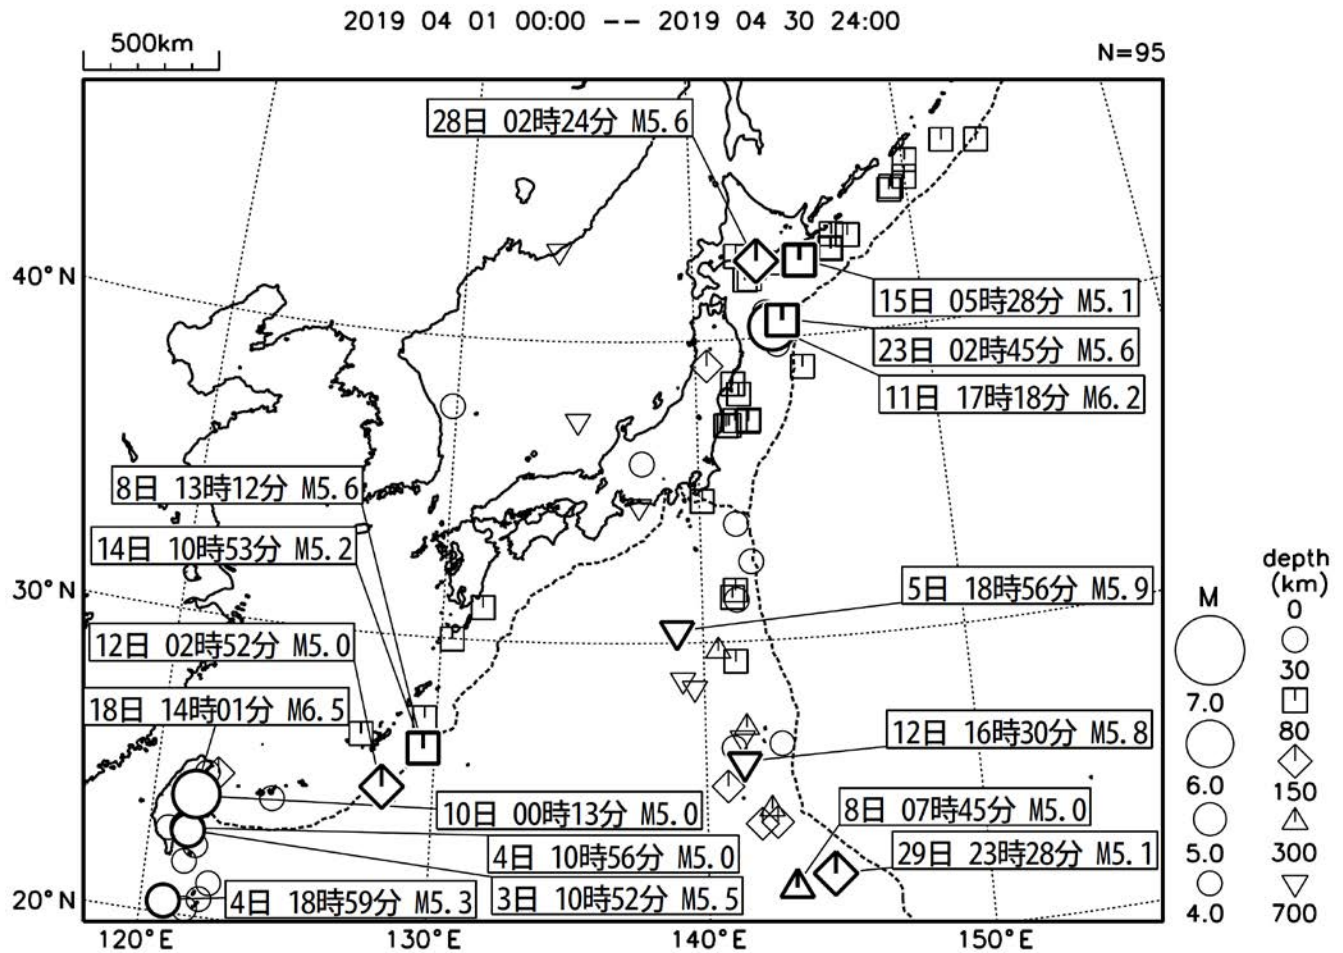 2019 04 01 00:00 -- 2019 04 30 24:00
500km
N=95
28日 02時24分 M5.6
40°N
15日 05時28分 M5.1
23日 02時45分 M5.6
11日 17時18分 M6.2
8日 13時12分 M5.6
14日 10時53分 M5.2
30°N
5日 18時56分 M5.9
12日 02時52分 M5.0
18日 14時01分 M6.5
12日 16時30分 M5.8
10日 00時13分 M5.0
8日 07時45分 M5.0
4日 10時56分 M5.0
29日 23時28分 M5.1
20°N
4日 18時59分 M5.3
3日 10時52分 M5.5
120°E
130°E
140°E
150°E
M
7.0
6.0
5.0
4.0
depth
(km)
0
30
80
150
300
700